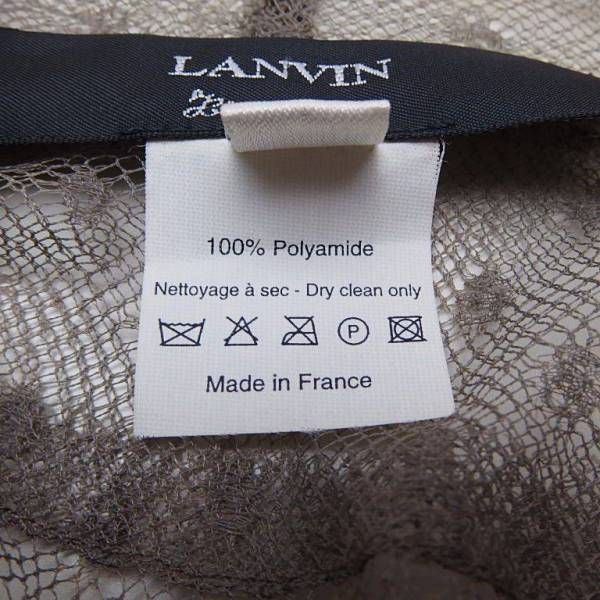 LANVIN
100% Polyamide
Nettoyage à sec - Dry clean only
P
Made in France